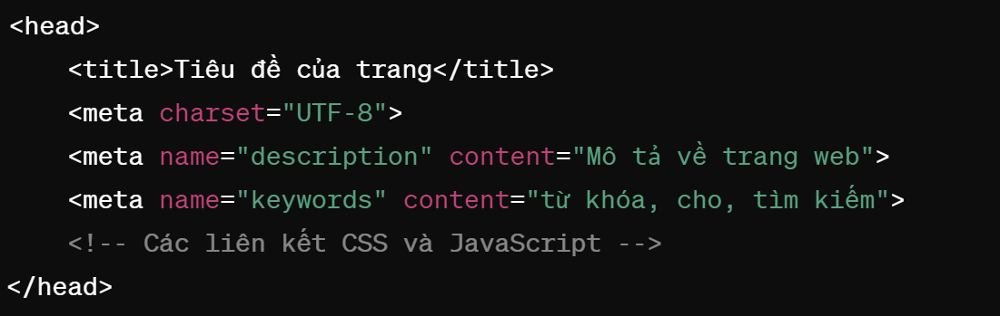 <head>
<title>Tiêu đề của trang</title>
<meta charset="UTF-8">
<meta name="description" content="Mô tả về trang web">
<meta name="keywords" content="từ khóa, cho, tìm kiếm">
<!-- Các liên kết CSS và JavaScript -->
</head>